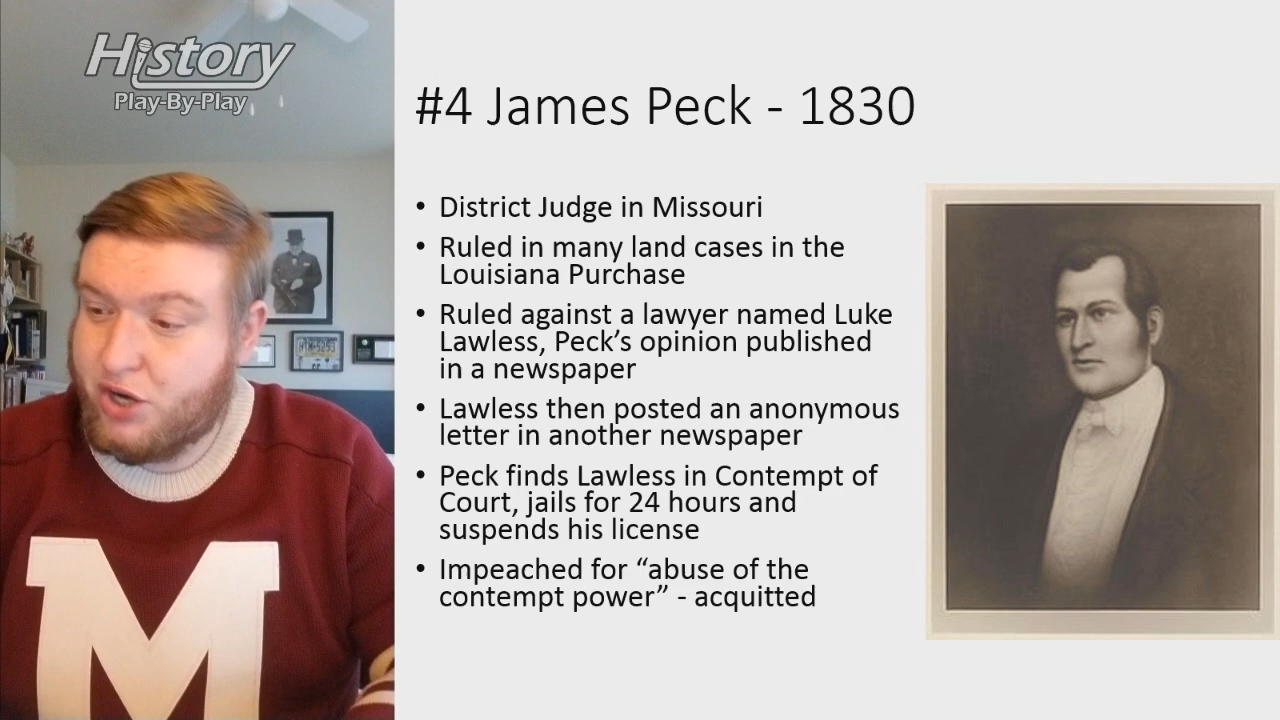 History
Play-By-Play
#4 James Peck - 1830
• District Judge in Missouri
• Ruled in many land cases in the
Louisiana Purchase
• Ruled against a lawyer named Luke
Lawless, Peck’s opinion published
in a newspaper
• Lawless then posted an anonymous
letter in another newspaper
• Peck finds Lawless in Contempt of
Court, jails for 24 hours and
suspends his license
• Impeached for “abuse of the
contempt power” - acquitted
M